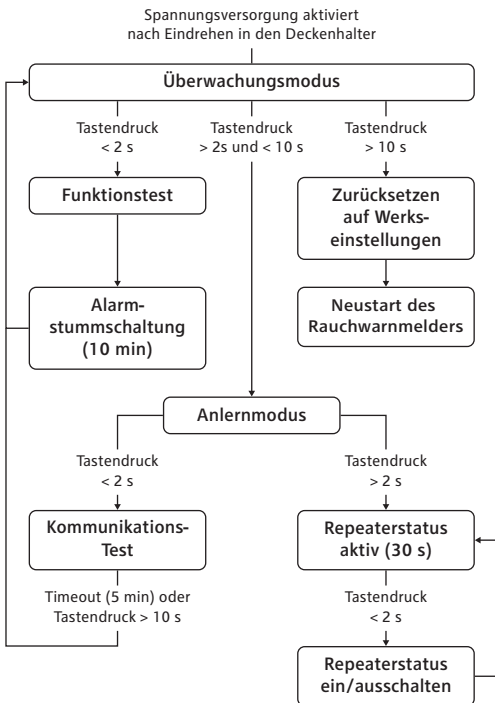 Spannungsversorgung aktiviert
nach Eindrehen in den Deckenhalter
Überwachungsmodus
Tastendruck
< 2 s
Tastendruck
> 2s und < 10 s
Tastendruck
> 10 s
Funktionstest
Zurücksetzen
auf Werks-
einstellungen
Alarm-
stummschaltung
(10 min)
Neustart des
Rauchwarnmelders
Anlernmodus
Tastendruck
< 2 s
Tastendruck
> 2 s
Kommunikations-
Test
Repeaterstatus
aktiv (30 s)
Timeout (5 min) oder
Tastendruck > 10 s
Tastendruck
< 2 s
Repeaterstatus
ein/ausschalten